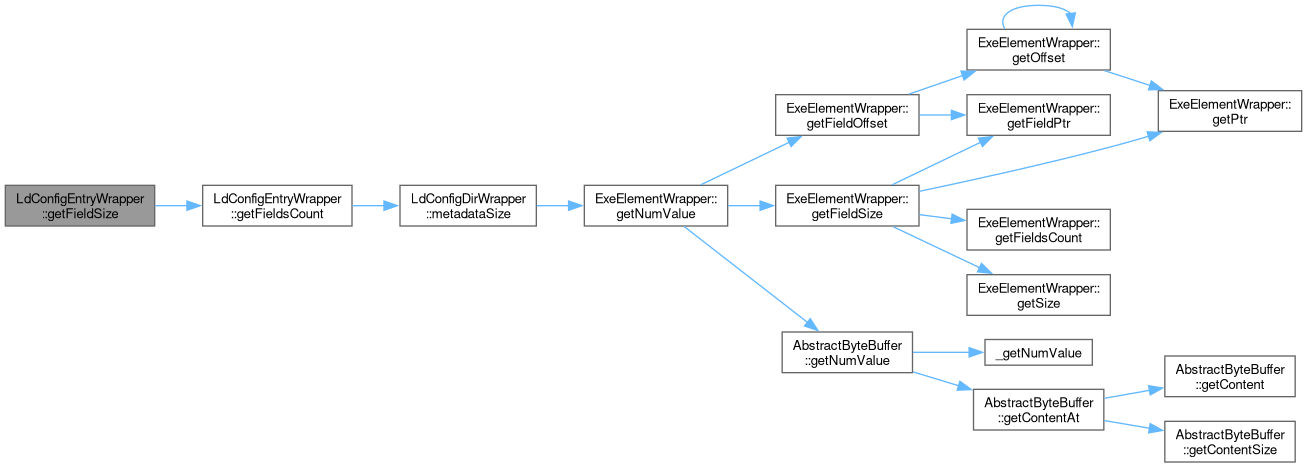 LdConfigEntryWrapper
::getFieldSize
LdConfigEntryWrapper
::getFieldsCount
LdConfigDirWrapper
::metadataSize
ExeElementWrapper::
getNumValue
ExeElementWrapper::
getFieldOffset
ExeElementWrapper::
getOffset
ExeElementWrapper::
getPtr
ExeElementWrapper::
getFieldPtr
ExeElementWrapper::
getFieldSize
ExeElementWrapper::
getFieldsCount
ExeElementWrapper::
getSize
AbstractByteBuffer
::getNumValue
_getNumValue
AbstractByteBuffer
::getContentAt
AbstractByteBuffer
::getContent
AbstractByteBuffer
::getContentSize